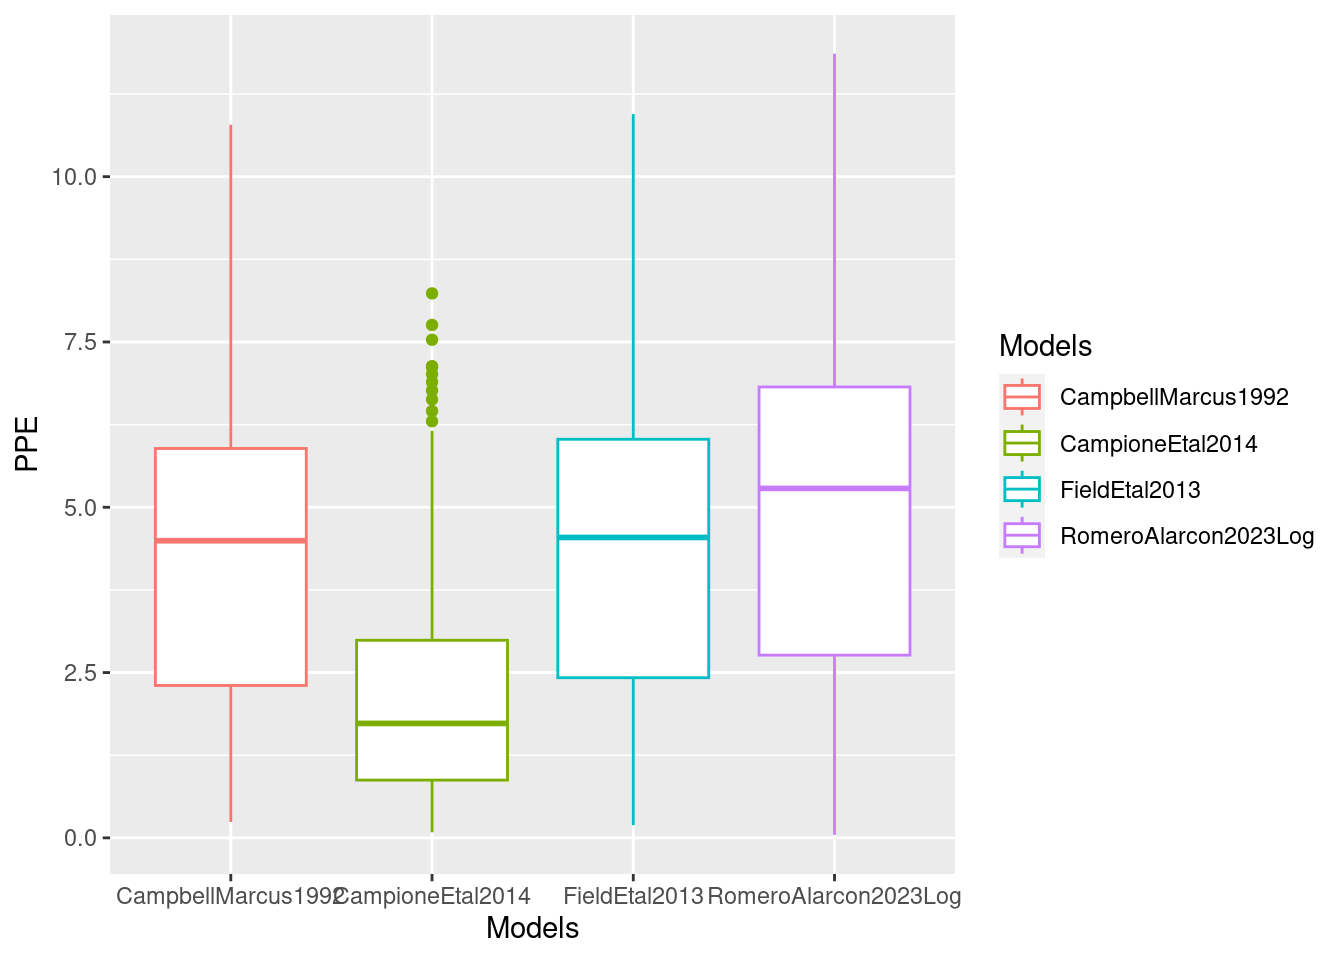 PPE
10.0
7.5
5.0
2.5
0.0
CampbellMarcus1992
CampioneEtal2014
FieldEtal2013
RomeroAlarcon2023Log
Models
Models
CampbellMarcus1992
CampioneEtal2014
FieldEtal2013
RomeroAlarcon2023Log